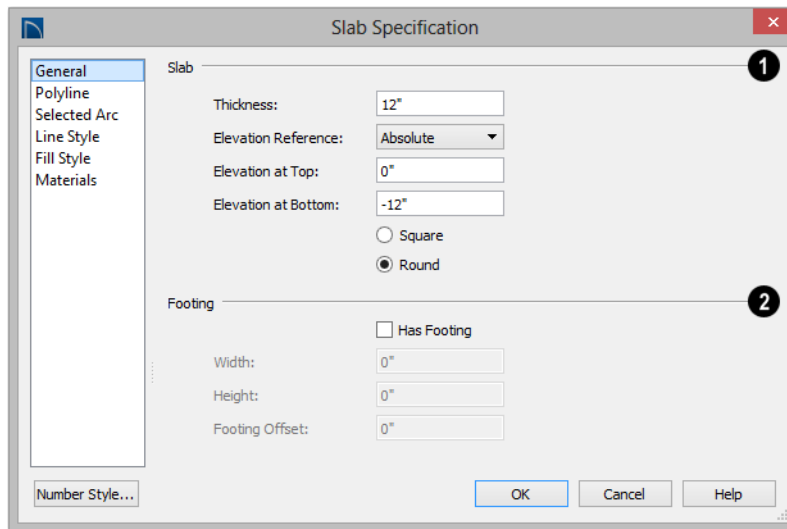 Slab Specification
General
Polyline
Selected Arc
Line Style
Fill Style
Materials
Slab
1
Thickness: 12"
Elevation Reference: Absolute
Elevation at Top: 0"
Elevation at Bottom: -12"
Square
Round
Footing
2
Has Footing
Width: 0"
Height: 0"
Footing Offset: 0"
Number Style... OK Cancel Help